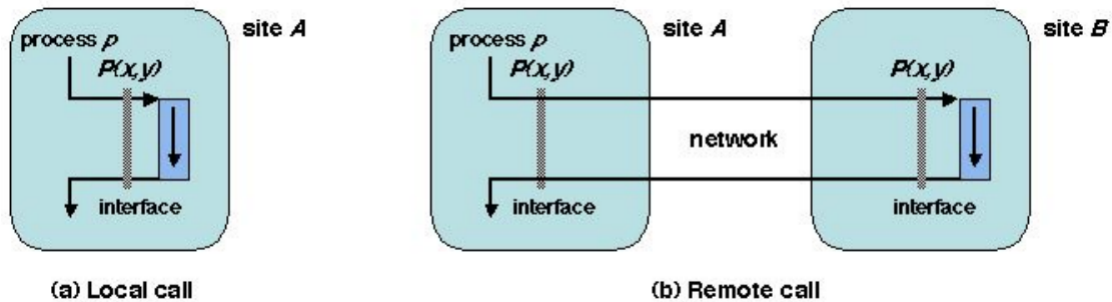 site A
process p
P(x,y)
interface
(a) Local call
site A
process p
P(x,y)
network
interface
site B
P(x,y)
interface
(b) Remote call